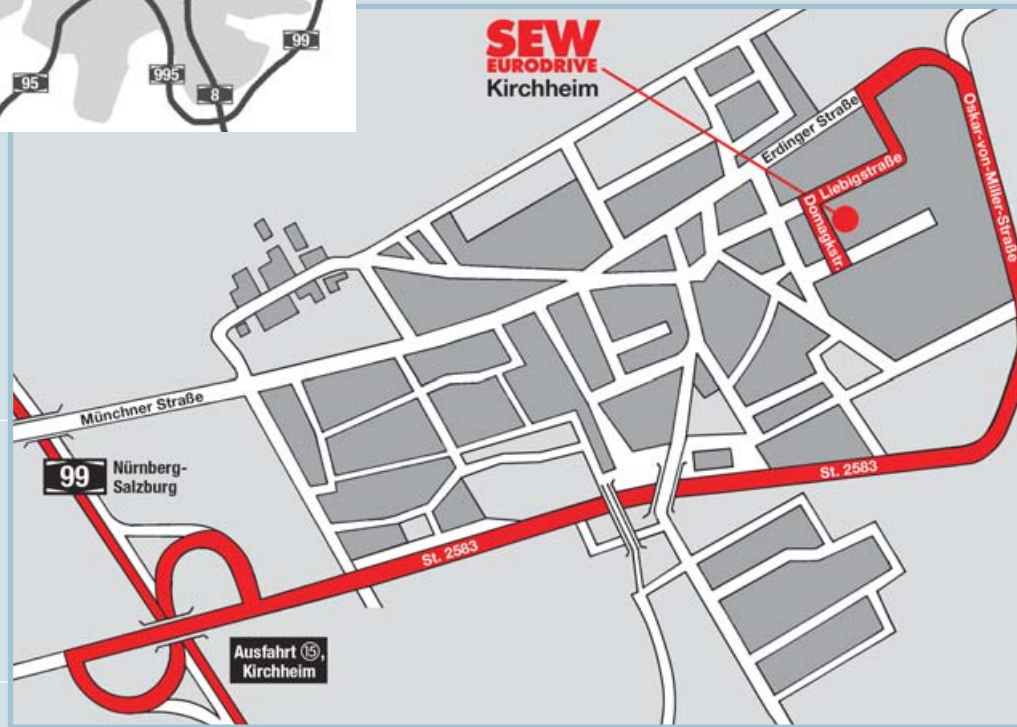 95
995
8
99
SEW
EURODRIVE
Kirchheim
Erdinger Straße
Liebigstraße
Domagkstr.
Oskar-von-Miller-Straße
Münchner Straße
99
Nürnberg-
Salzburg
St. 2583
St. 2583
Ausfahrt ⑮,
Kirchheim